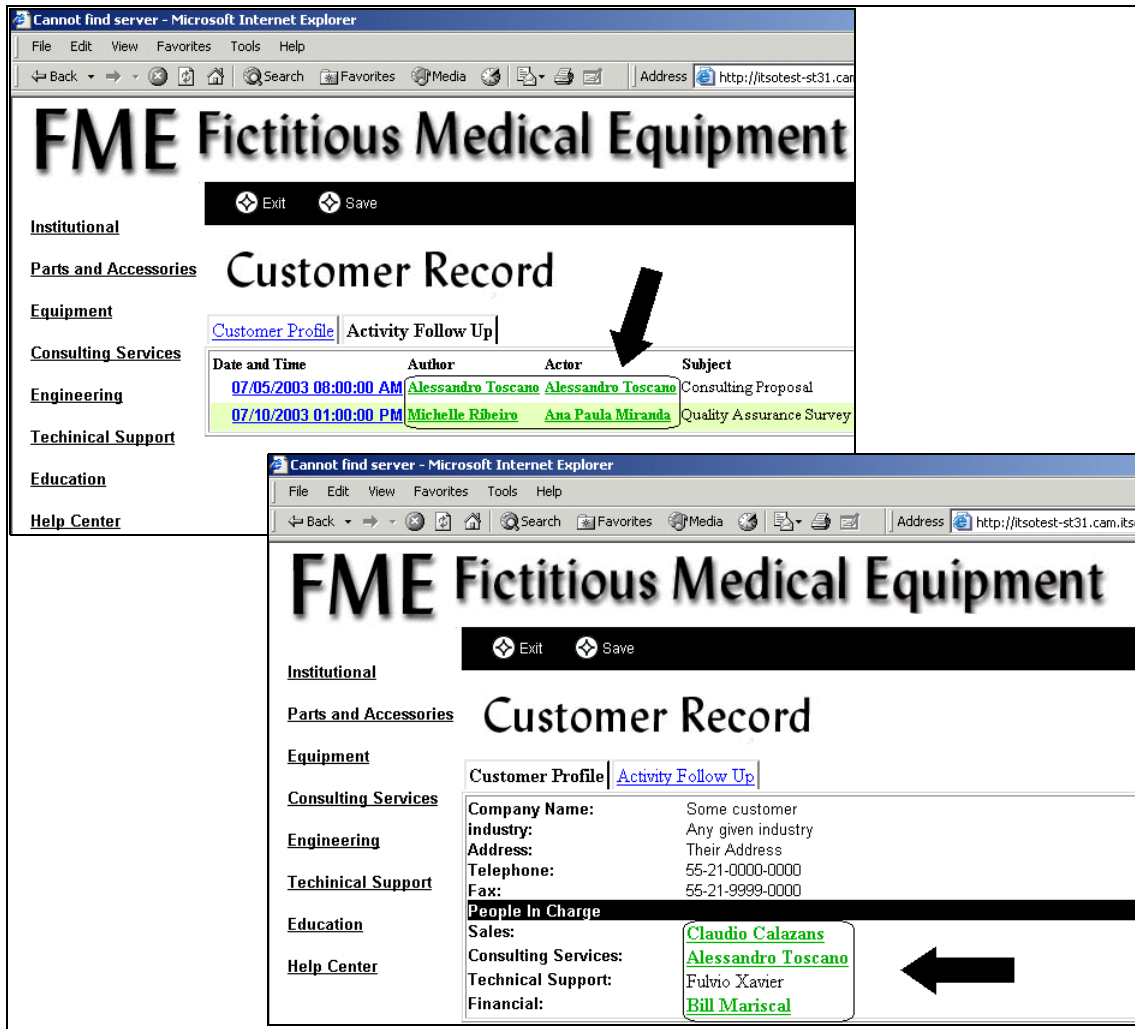 Cannot find server - Microsoft Internet Explorer
File Edit View Favorites Tools Help
Back Search Favorites Media Address http://itsotest-st31.cam
FME Fictitious Medical Equipment
Exit Save
Institutional
Parts and Accessories
Equipment
Consulting Services
Engineering
Techinical Support
Education
Help Center
Customer Record
Customer Profile Activity Follow Up
Date and Time Author Actor Subject
07/05/2003 08:00:00 AM Alessandro Toscano Alessandro Toscano Consulting Proposal
07/10/2003 01:00:00 PM Michelle Ribeiro Ana Paula Miranda Quality Assurance Survey
Cannot find server - Microsoft Internet Explorer
File Edit View Favorites Tools Help
Back Search Favorites Media Address http://itsotest-st31.cam.its
FME Fictitious Medical Equipment
Exit Save
Institutional
Parts and Accessories
Equipment
Consulting Services
Engineering
Techinical Support
Education
Help Center
Customer Record
Customer Profile Activity Follow Up
Company Name: Some customer
industry: Any given industry
Address: Their Address
Telephone: 55-21-0000-0000
Fax: 55-21-9999-0000
People In Charge
Sales: Claudio Calazans
Consulting Services: Alessandro Toscano
Technical Support: Fulvio Xavier
Financial: Bill Mariscal